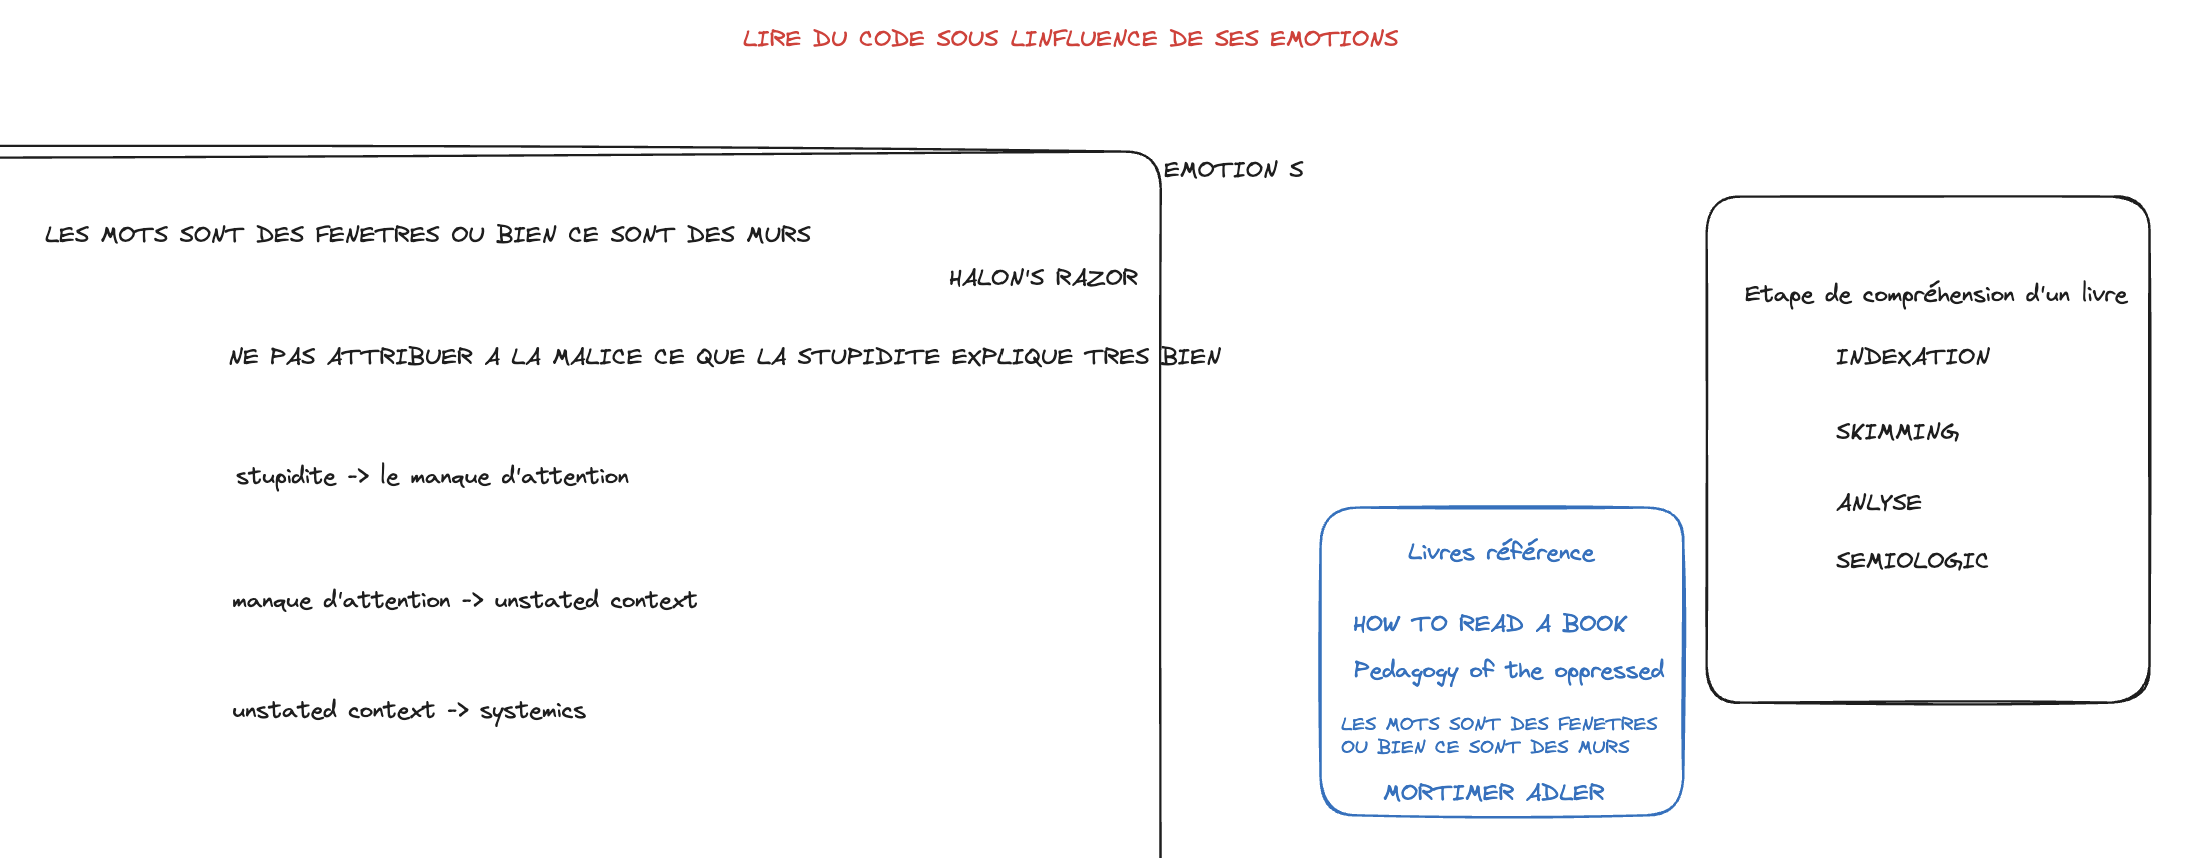 LIRE DU CODE SOUS LINFLUENCE DE SES EMOTIONS
EMOTION S
LES MOTS SONT DES FENETRES OU BIEN CE SONT DES MURS
HALON'S RAZOR
NE PAS ATTRIBUER A LA MALICE CE QUE LA STUPIDITE EXPLIQUE TRES BIEN
stupidite -> le manque d'attention
manque d'attention -> unstated context
unstated context -> systemics
Livres référence
HOW TO READ A BOOK
Pedagogy of the oppressed
LES MOTS SONT DES FENETRES
OU BIEN CE SONT DES MURS
MORTIMER ADLER
Etape de compréhension d'un livre
INDEXATION
SKIMMING
ANLYSE
SEMIOLOGIC